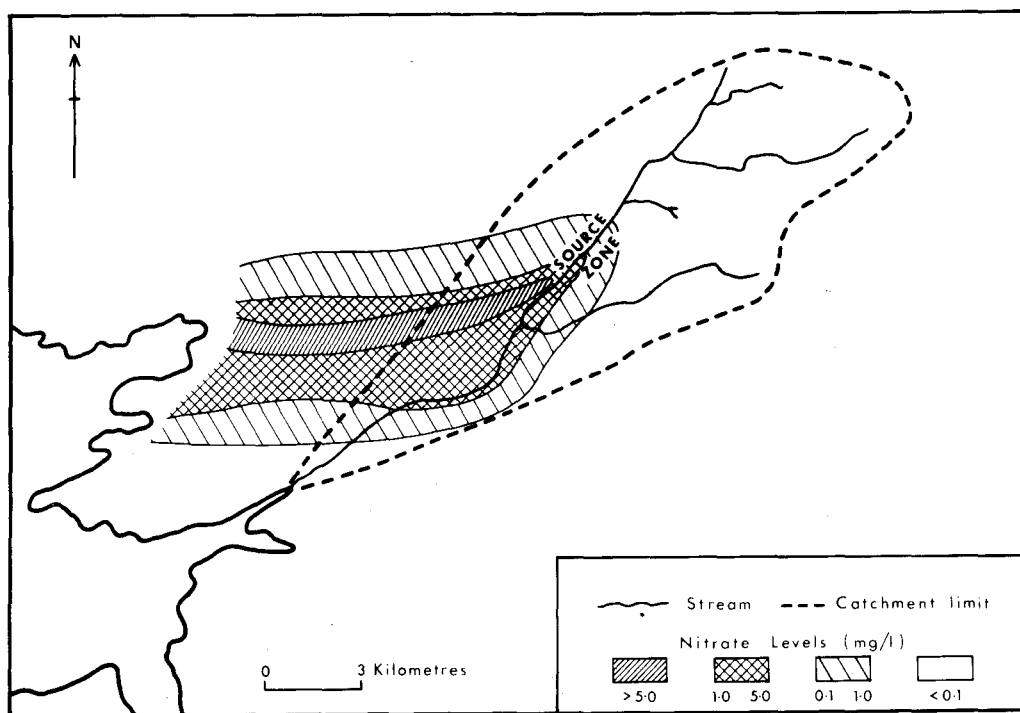 N
SOURCE
ZONE
Stream
Catchment limit
Nitrate Levels (mg/l)
>5·0
1·0 5·0
0·1 1·0
<0·1
0 3 Kilometres